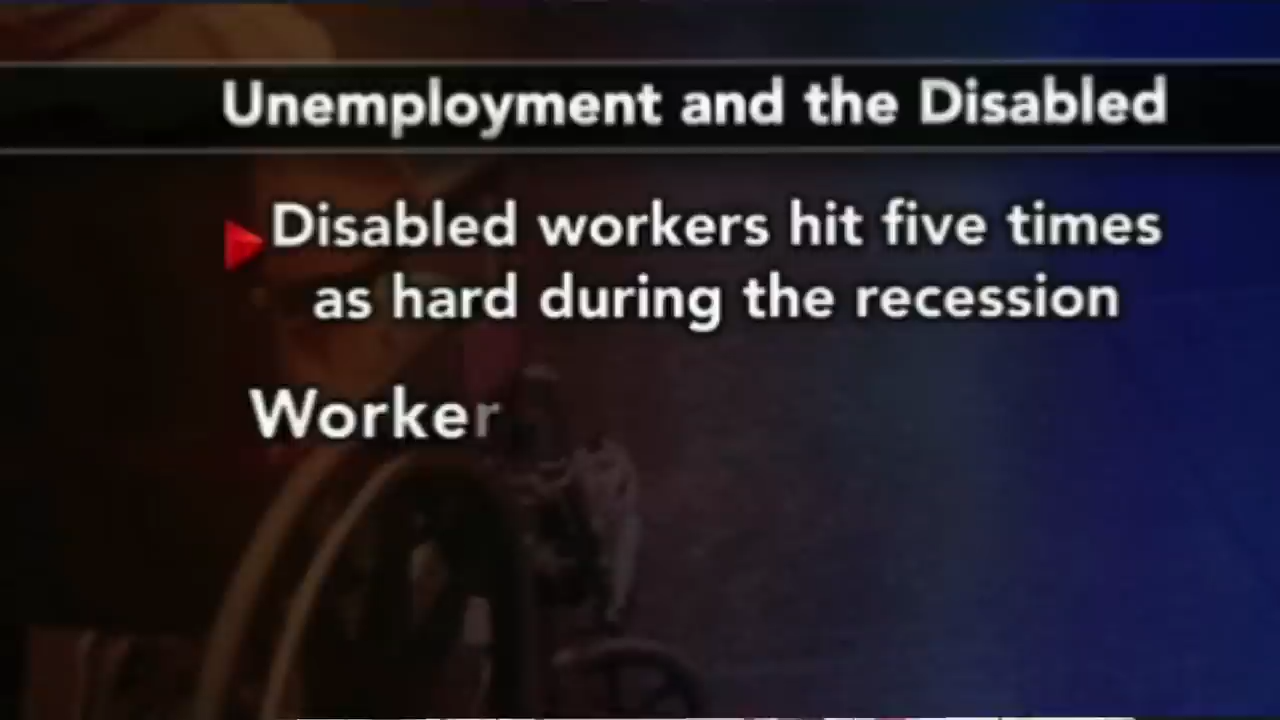 Unemployment and the Disabled
Disabled workers hit five times
as hard during the recession
Worker